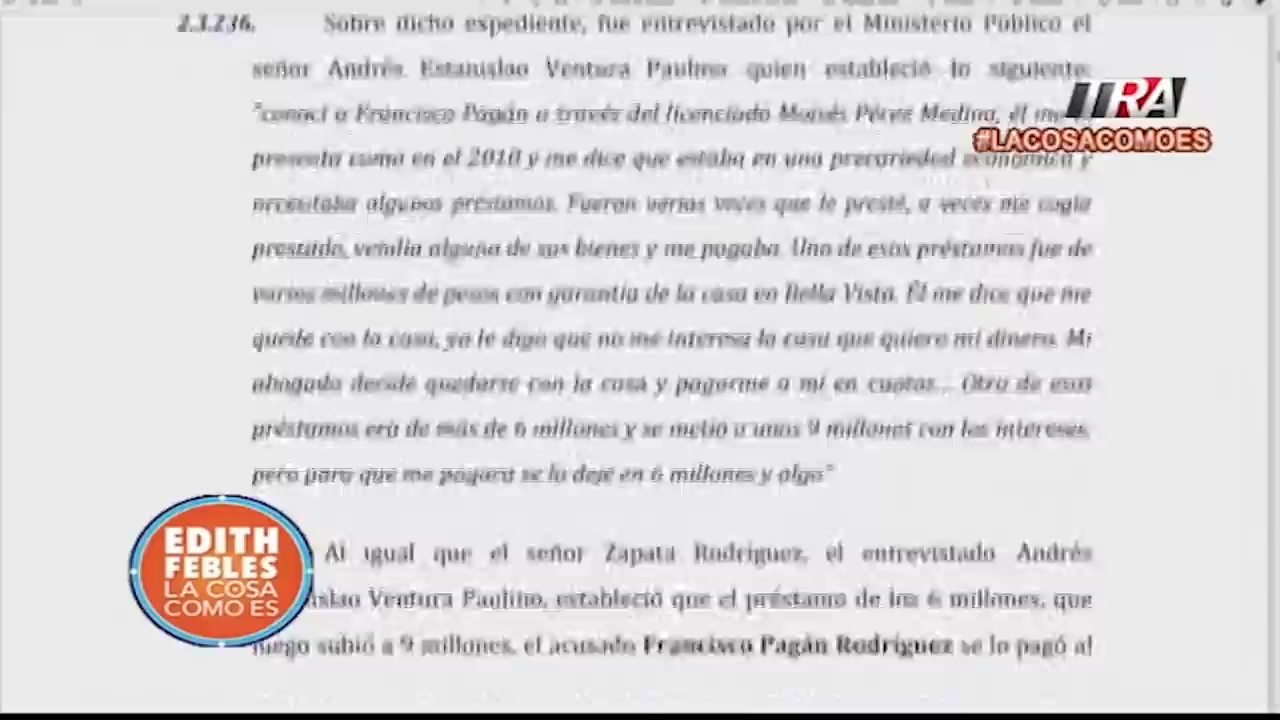 2.3.236. Sobre dicho expediente, fue entrevistado por el Ministerio Público el
señor Andrés Estanislao Ventura Paulino quien estableció lo siguiente:
"conocí a Francisco Pagán a través del licenciado Moisés Pérez Medina, él me
presenta como en el 2010 y me dice que estaba en una precariedad económica y
necesitaba algunos préstamos. Fueron varias veces que le presté, a veces me cogía
prestado, vendía alguno de sus bienes y me pagaba. Uno de esos préstamos fue de
varios millones de pesos con garantía de la casa en Bella Vista. Él me dice que me
quede con la casa, yo le digo que no me interesa la casa que quiero mi dinero. Mi
abogado decide quedarse con la casa y pagarme a mí en cuotas... Otro de esos
préstamos era de más de 6 millones y se metió a unos 9 millones con los intereses,
pero para que me pagara se lo dejé en 6 millones y algo"
Al igual que el señor Zapata Rodríguez, el entrevistado Andrés
Ventura Paulino, estableció que el préstamo de los 6 millones, que
luego subió a 9 millones, el acusado Francisco Pagán Rodríguez se lo pagó al
TRA
#LACOSACOMOES
EDITH
FEBLES
LA COSA
COMO ES